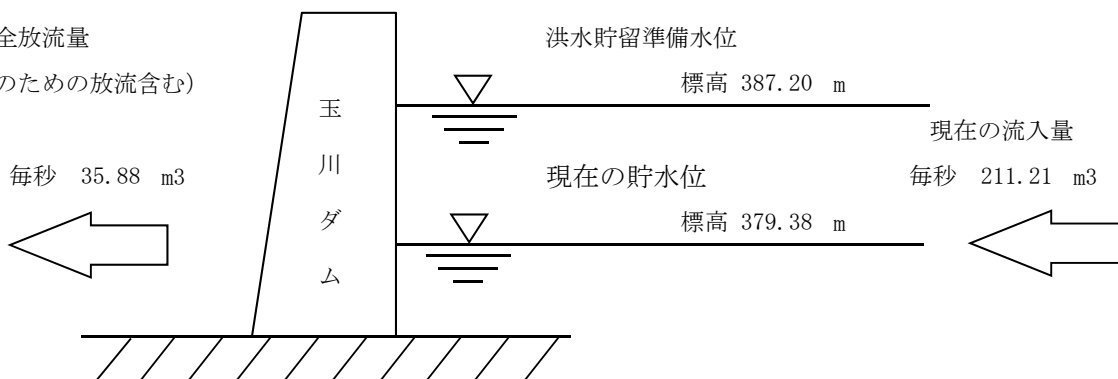 全放流量
のための放流含む)
毎秒 35.88 m3
玉川ダム
洪水貯留準備水位
標高 387.20 m
現在の貯水位
標高 379.38 m
現在の流入量
毎秒 211.21 m3